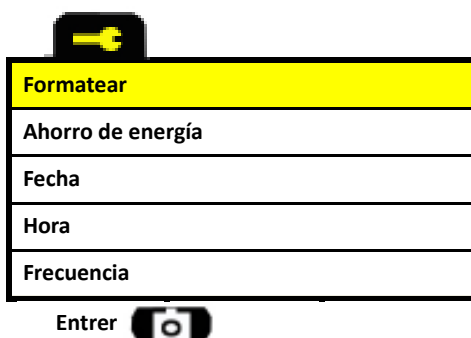 Formatear
Ahorro de energía
Fecha
Hora
Frecuencia
Entrer